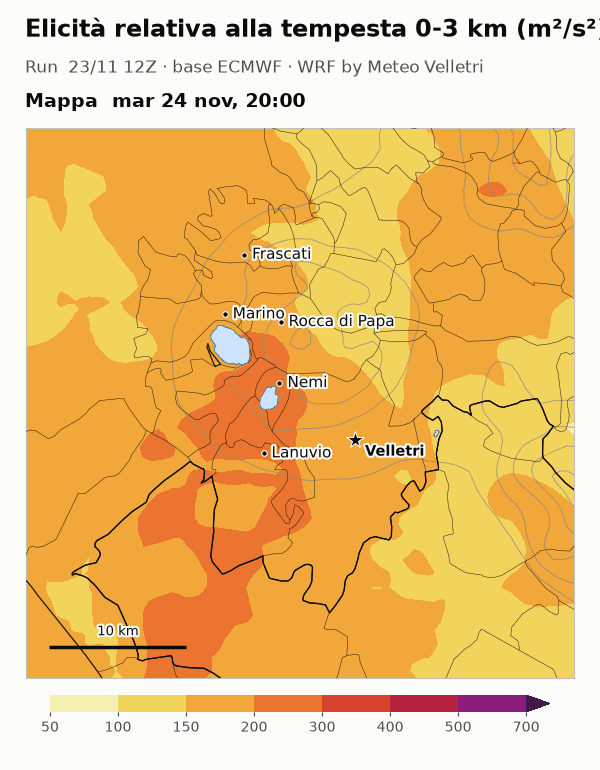 Elicità relativa alla tempesta 0-3 km (m²/s²)
Run 23/11 12Z · base ECMWF · WRF by Meteo Velletri
Mappa mar 24 nov, 20:00
Frascati
Marino
Rocca di Papa
Nemi
Velletri
Lanuvio
10 km
50 100 150 200 300 400 500 700